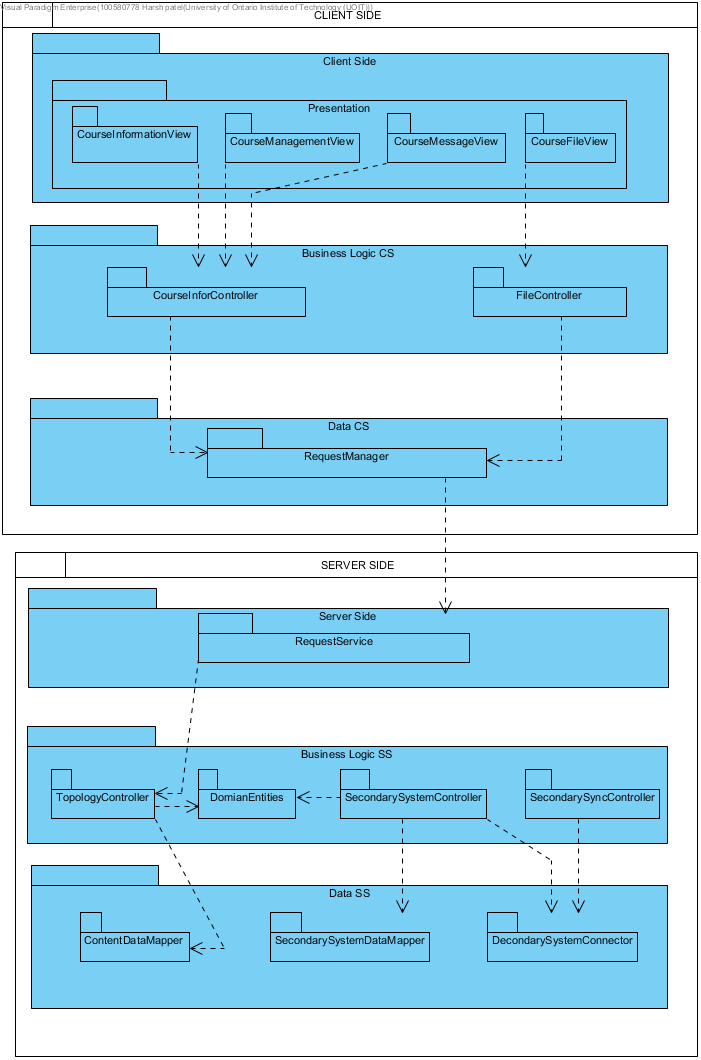 Visual Paradigm Enterprise(100580778 Harsh patel(University of Ontario Institute of Technology (UOIT)))
CLIENT SIDE
Client Side
Presentation
CourseInformationView
CourseManagementView
CourseMessageView
CourseFileView
Business Logic CS
CourseInforController
FileController
Data CS
RequestManager
SERVER SIDE
Server Side
RequestService
Business Logic SS
TopologyController
DomianEntities
SecondarySystemController
SecondarySyncController
Data SS
ContentDataMapper
SecondarySystemDataMapper
DecondarySystemConnector